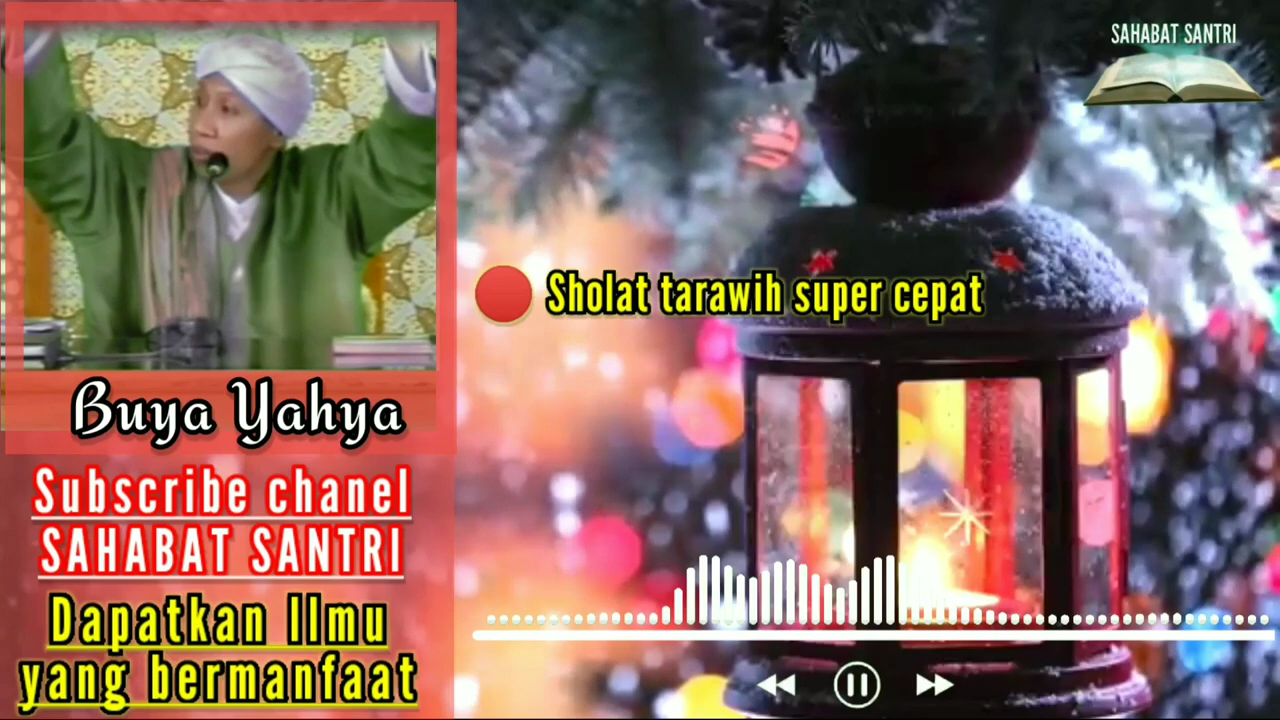 SAHABAT SANTRI
Sholat tarawih super cepat
Buya Yahya
Subscribe chanel
SAHABAT SANTRI
Dapatkan Ilmu
yang bermanfaat